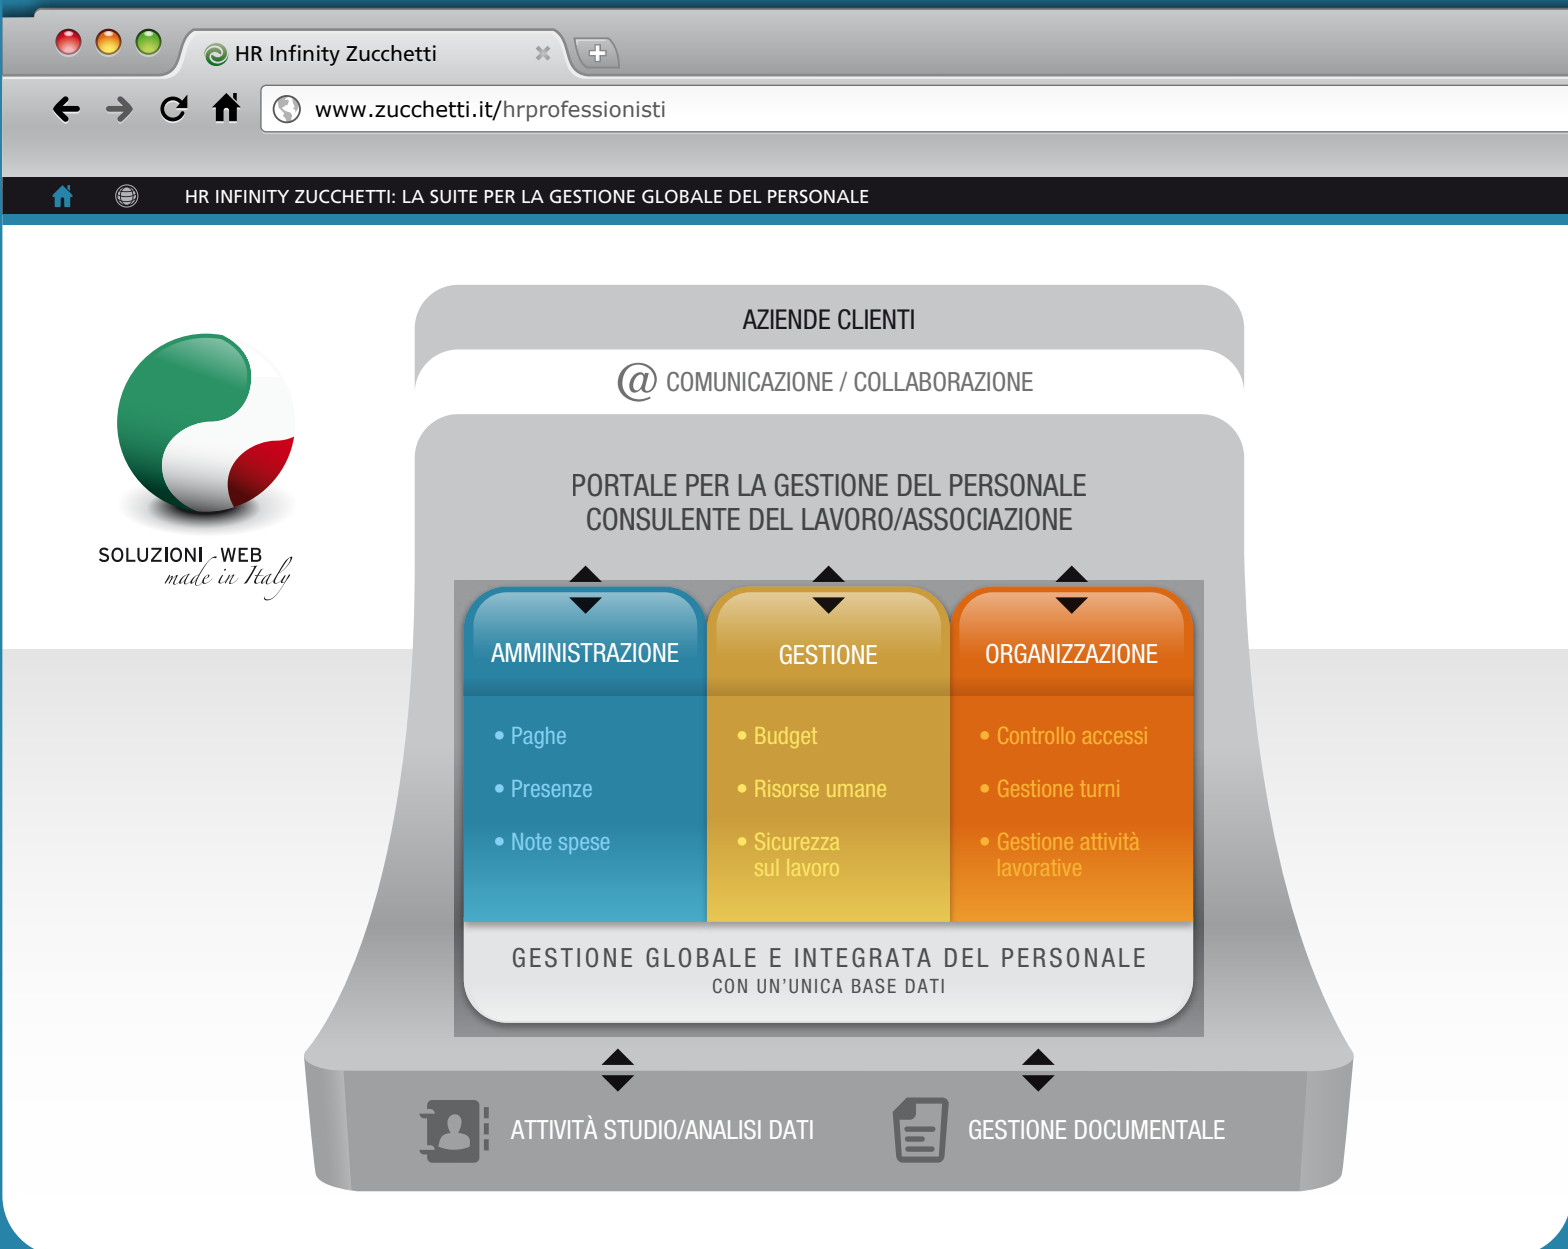 HR Infinity Zucchetti
www.zucchetti.it/hrprofessionisti
HR INFINITY ZUCCHETTI: LA SUITE PER LA GESTIONE GLOBALE DEL PERSONALE
SOLUZIONI WEB
made in Italy
AZIENDE CLIENTI
@ COMUNICAZIONE / COLLABORAZIONE
PORTALE PER LA GESTIONE DEL PERSONALE
CONSULENTE DEL LAVORO/ASSOCIAZIONE
AMMINISTRAZIONE
• Paghe
• Presenze
• Note spese
GESTIONE
• Budget
• Risorse umane
• Sicurezza
sul lavoro
ORGANIZZAZIONE
• Controllo accessi
• Gestione turni
• Gestione attività
lavorative
GESTIONE GLOBALE E INTEGRATA DEL PERSONALE
CON UN'UNICA BASE DATI
ATTIVITÀ STUDIO/ANALISI DATI
GESTIONE DOCUMENTALE